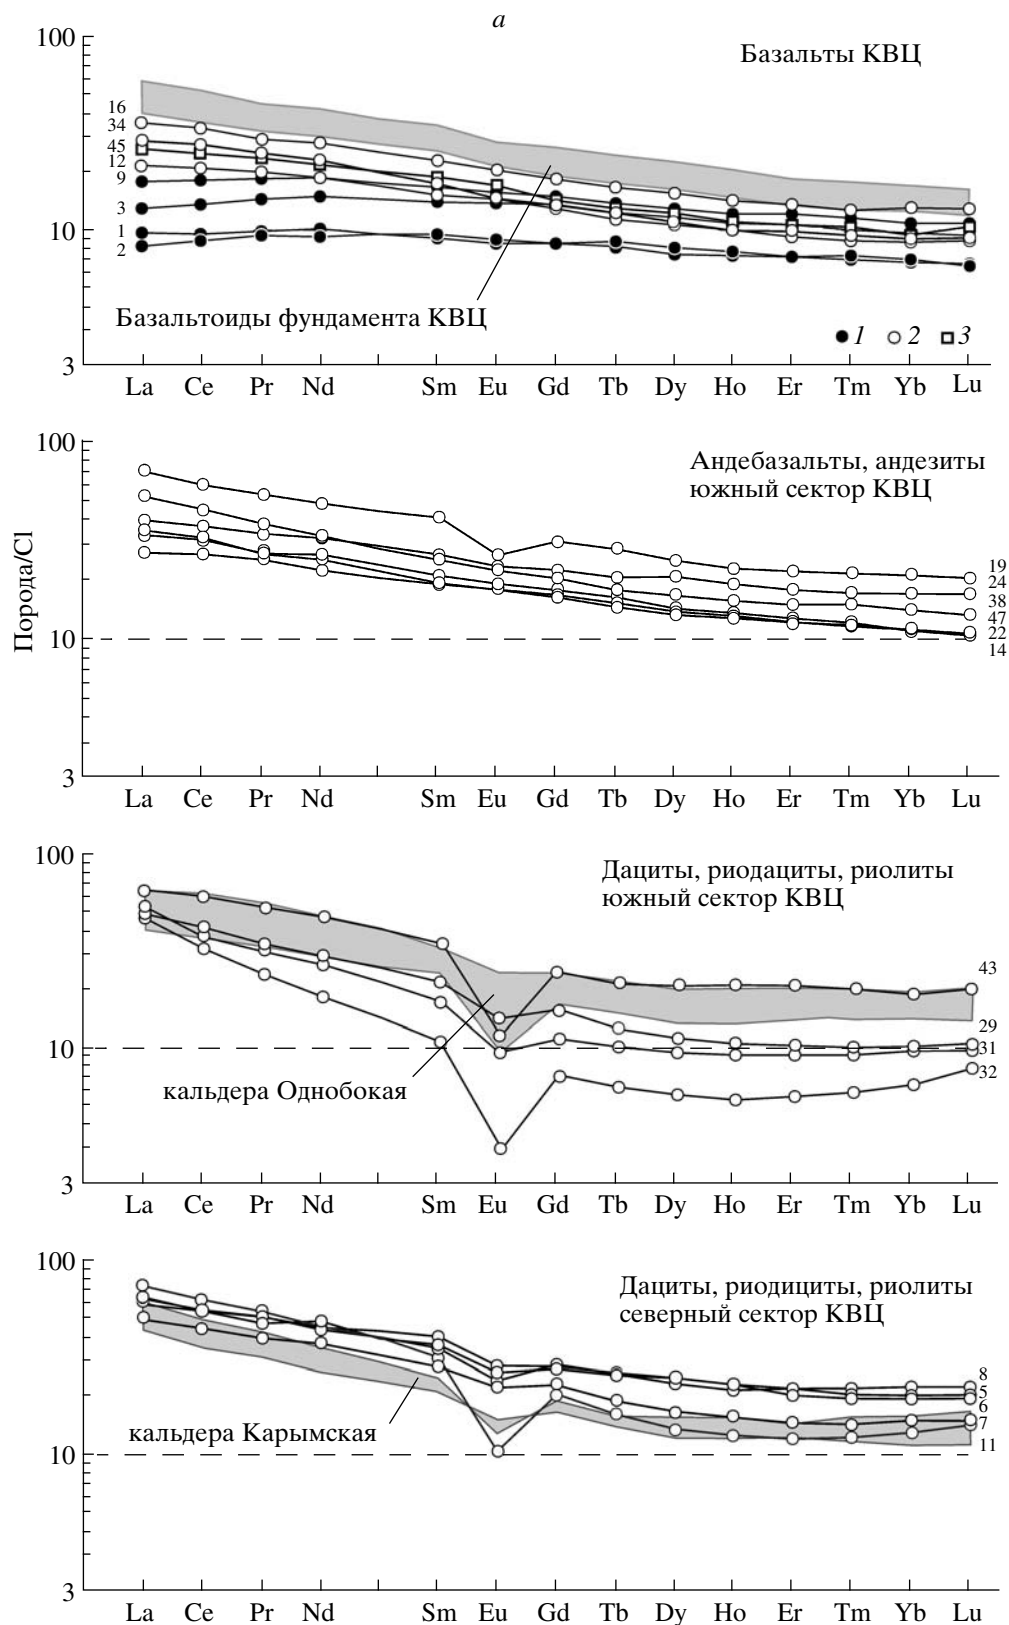 а
100
Базальты КВЦ
16
34
45
12
9
3
10
1
2
Базальтоиды фундамента КВЦ
1 2 3
3
La Ce Pr Nd Sm Eu Gd Tb Dy Ho Er Tm Yb Lu
100
Андебазальты, андезиты
южный сектор КВЦ
Порода/Cl
19
24
38
47
22
14
10
3
La Ce Pr Nd Sm Eu Gd Tb Dy Ho Er Tm Yb Lu
100
Дациты, риодациты, риолиты
южный сектор КВЦ
43
29
10
31
32
кальдера Однобокая
3
La Ce Pr Nd Sm Eu Gd Tb Dy Ho Er Tm Yb Lu
100
Дациты, риодициты, риолиты
северный сектор КВЦ
8
5
6
7
кальдера Карымская
11
10
3
La Ce Pr Nd Sm Eu Gd Tb Dy Ho Er Tm Yb Lu